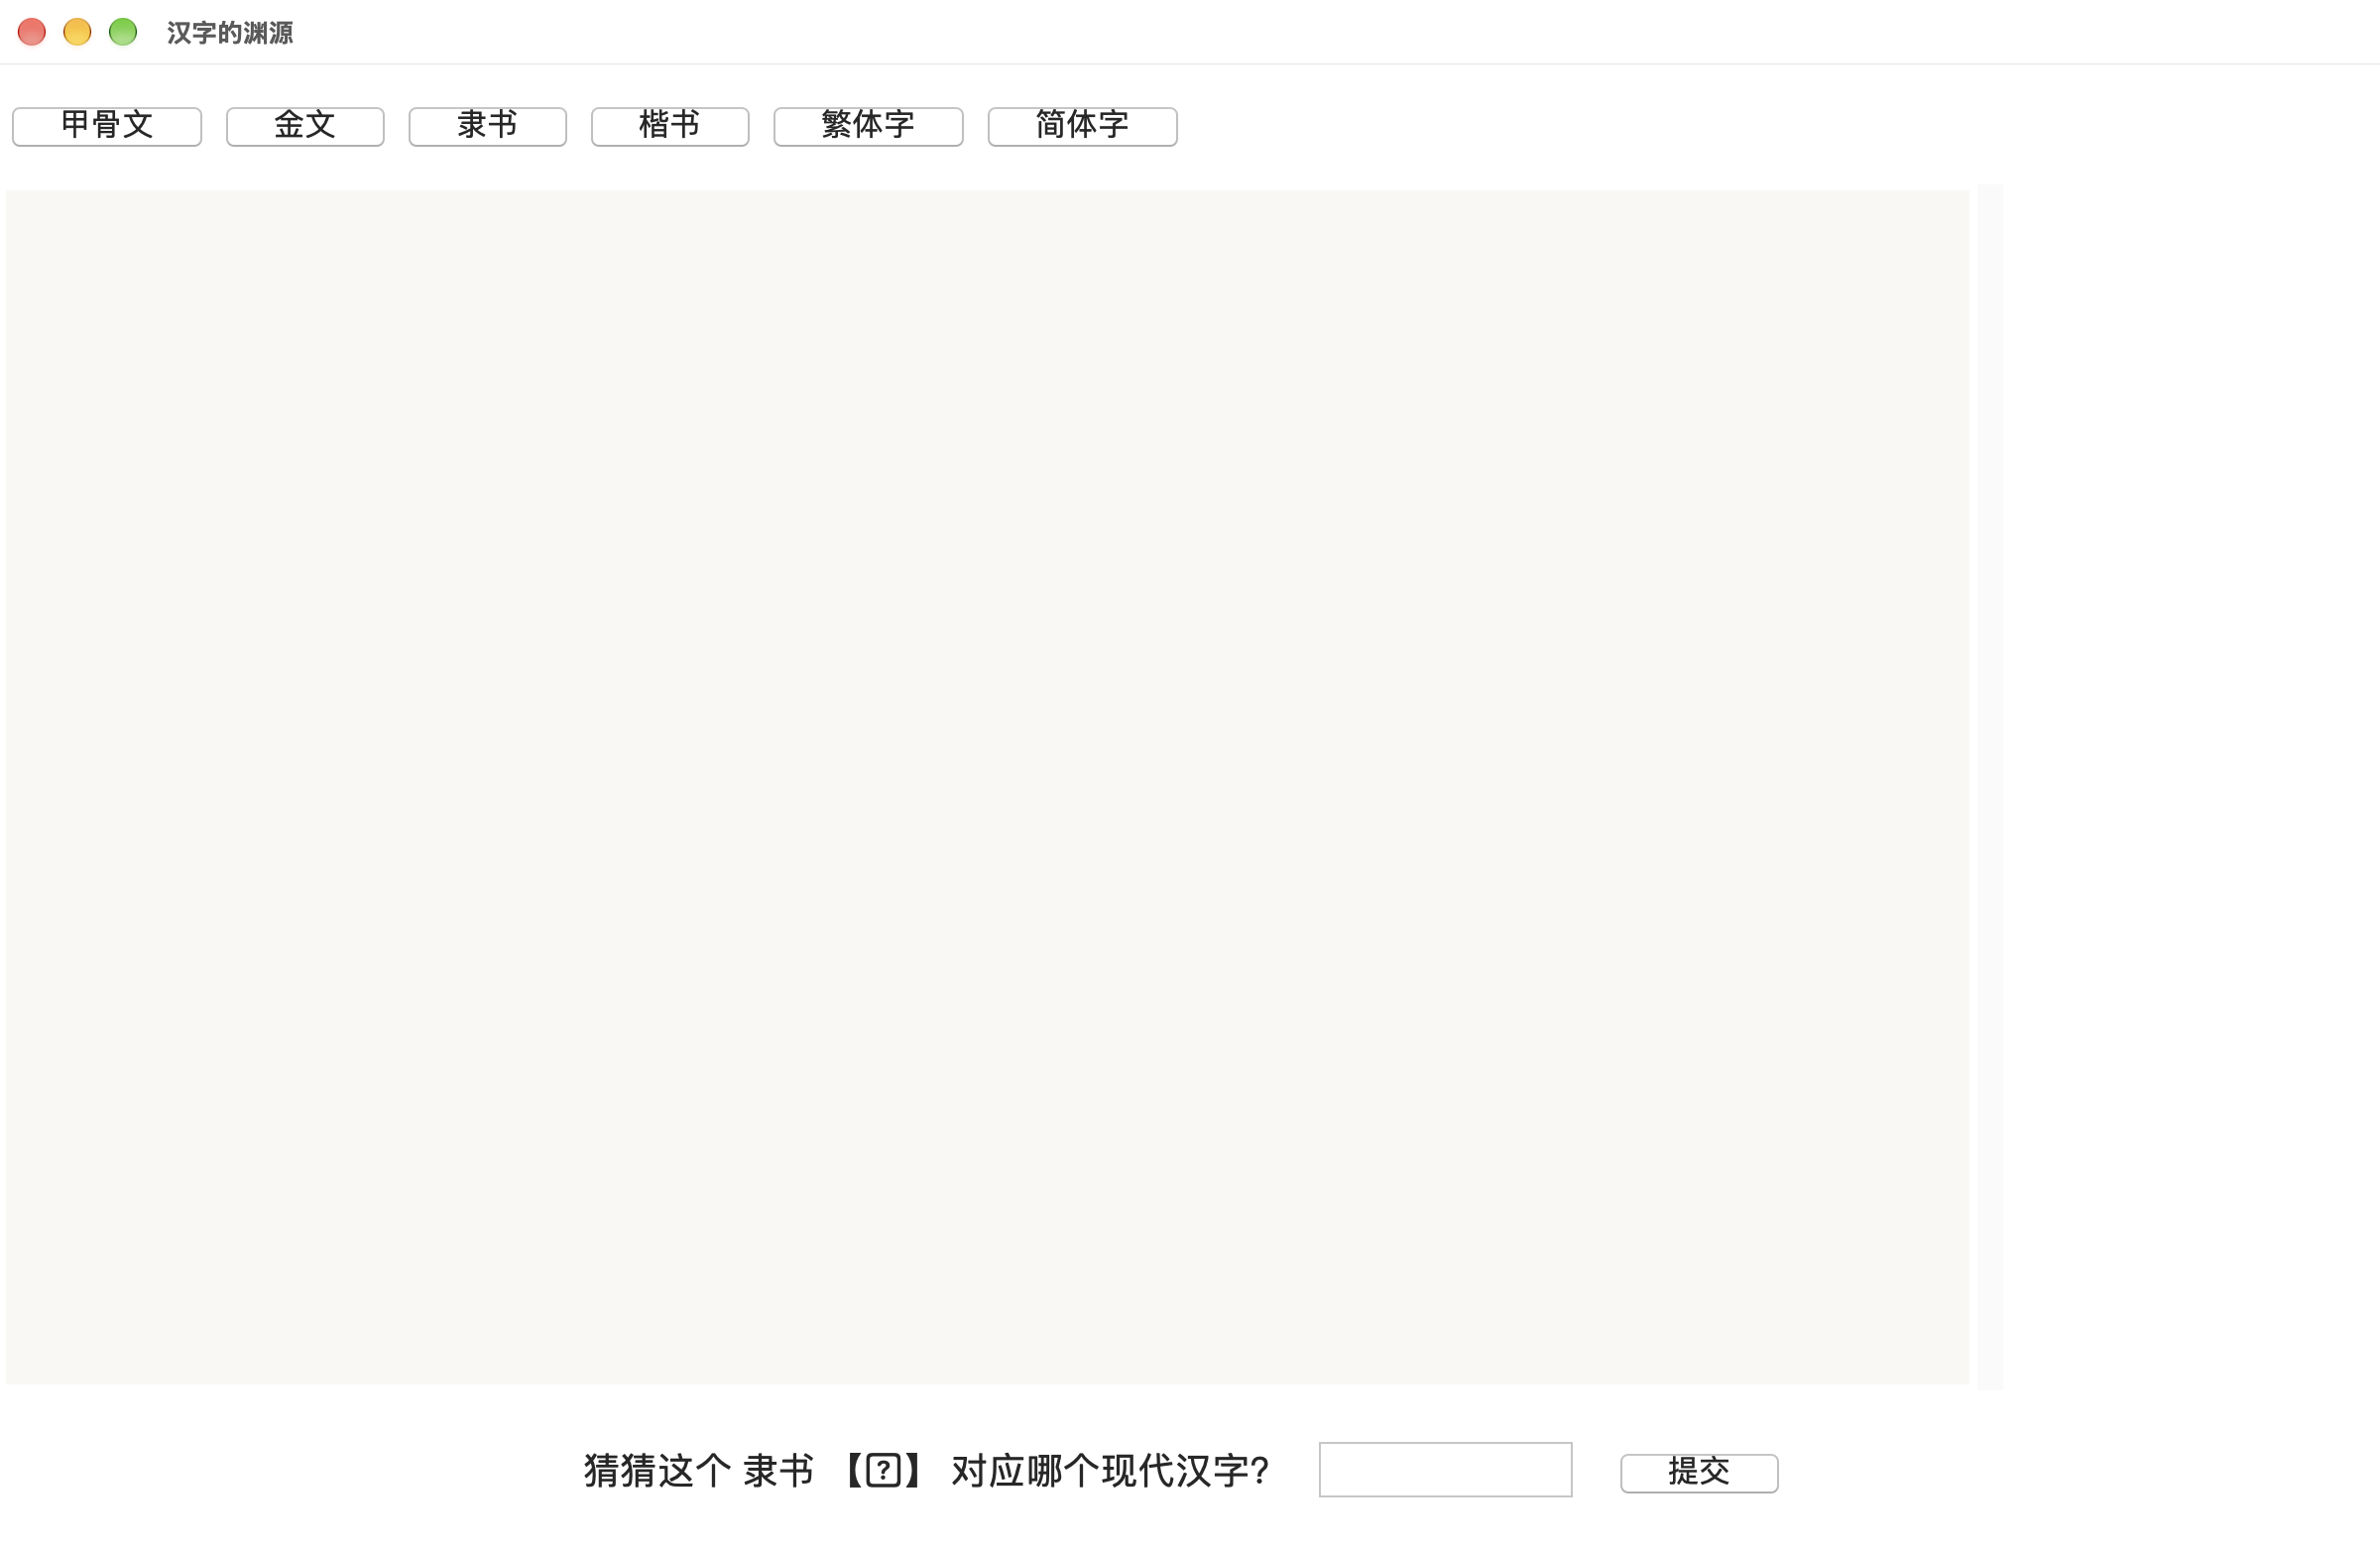 汉字的渊源
甲骨文 金文 隶书 楷书 繁体字 简体字
猜猜这个 隶书 【?】 对应哪个现代汉字? 提交